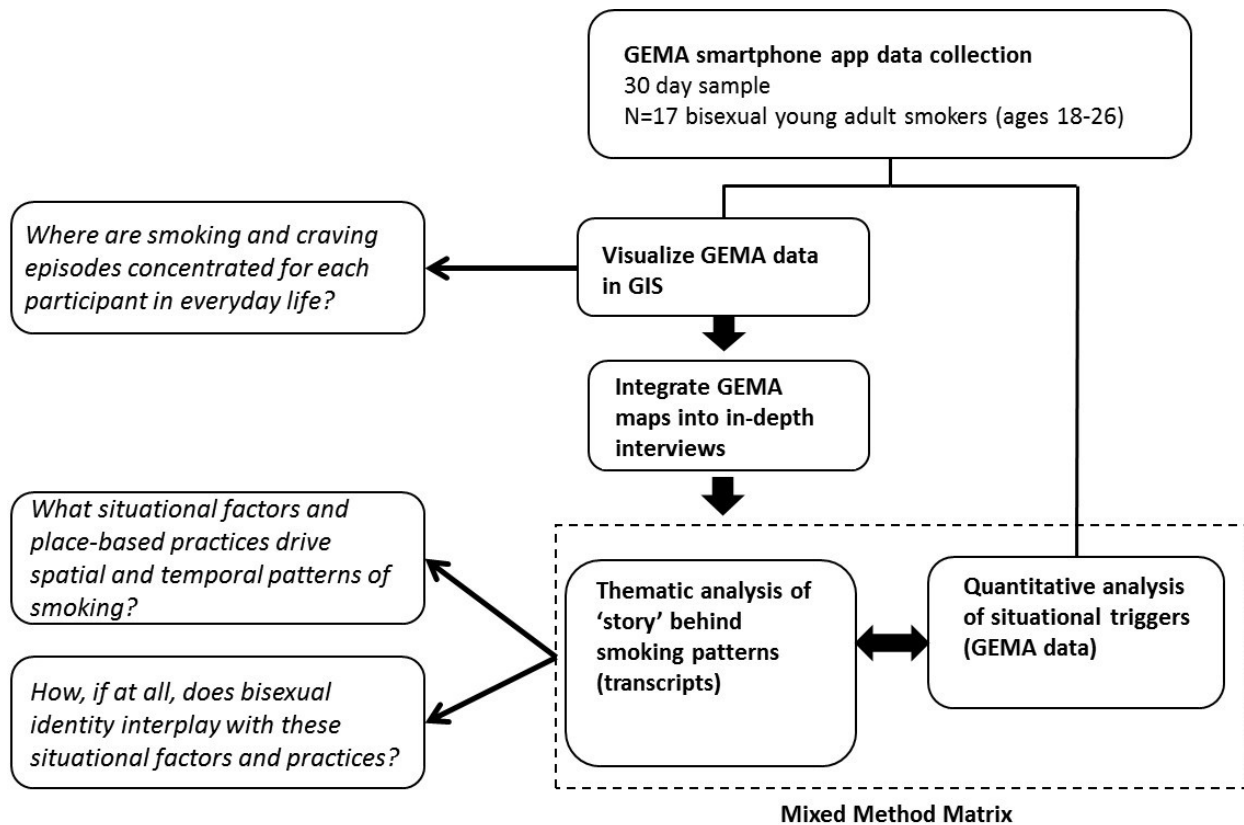 GEMA smartphone app data collection
30 day sample
N=17 bisexual young adult smokers (ages 18-26)
Where are smoking and craving
episodes concentrated for each
participant in everyday life?
Visualize GEMA data
in GIS
Integrate GEMA
maps into in-depth
interviews
What situational factors and
place-based practices drive
spatial and temporal patterns of
smoking?
How, if at all, does bisexual
identity interplay with these
situational factors and practices?
Thematic analysis of
‘story’ behind
smoking patterns
(transcripts)
Quantitative analysis
of situational triggers
(GEMA data)
Mixed Method Matrix